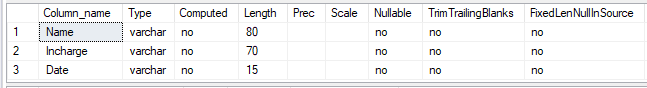 Column_name Type Computed Length Prec Scale Nullable TrimTrailingBlanks FixedLenNullInSource
1 Name varchar no 80 no no no
2 Incharge varchar no 70 no no no
3 Date varchar no 15 no no no